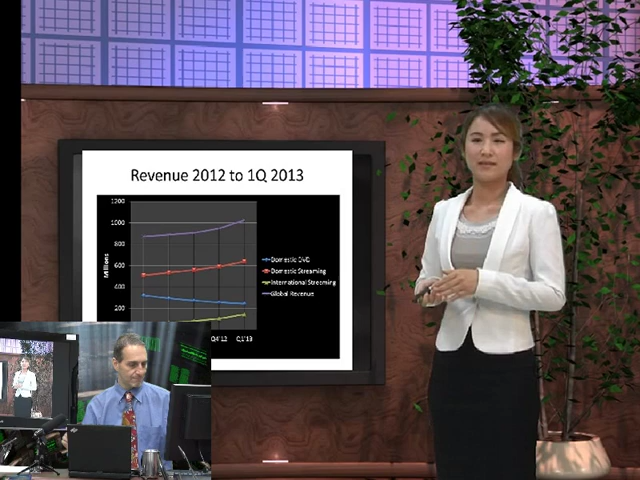 Revenue 2012 to 1Q 2013
1200
1000
800
600
200
Millions
Domestic DVD
Domestic Streaming
International Streaming
Global Revenue
Q4'12 Q1'13